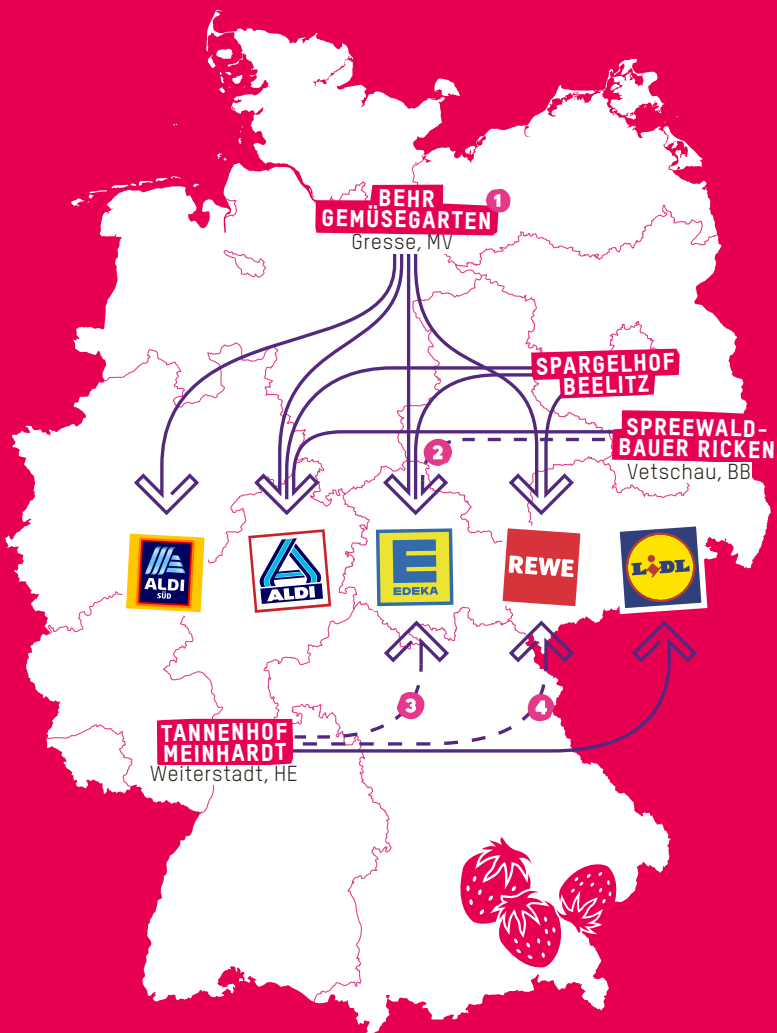 BEHR
GEMÜSEGARTEN
1
Gresse, MV
SPARGELHOF
BEELITZ
SPREEWALD-
BAUER RICKEN
Vetschau, BB
2
ALDI
SÜD
ALDI
E
EDEKA
REWE
LIDL
3
4
TANNENHOF
MEINHARDT
Weiterstadt, HE